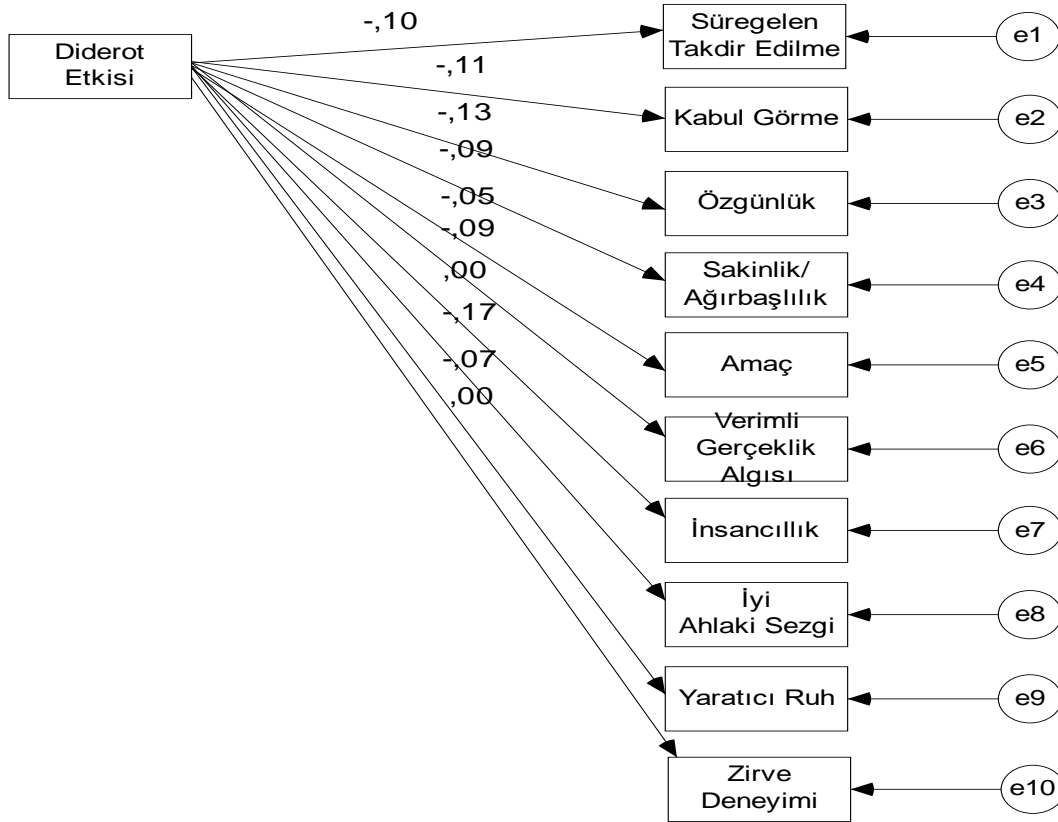 Diderot
Etkisi
-,10
-,11
-,13
-,09
-,05
-,09
,00
-,17
-,07
,00
Süregelen
Takdir Edilme
e1
Kabul Görme
e2
Özgünlük
e3
Sakinlik/
Ağırbaşlılık
e4
Amaç
e5
Verimli
Gerçeklik
Algısı
e6
İnsancıllık
e7
İyi
Ahlaki Sezgi
e8
Yaratıcı Ruh
e9
Zirve
Deneyimi
e10